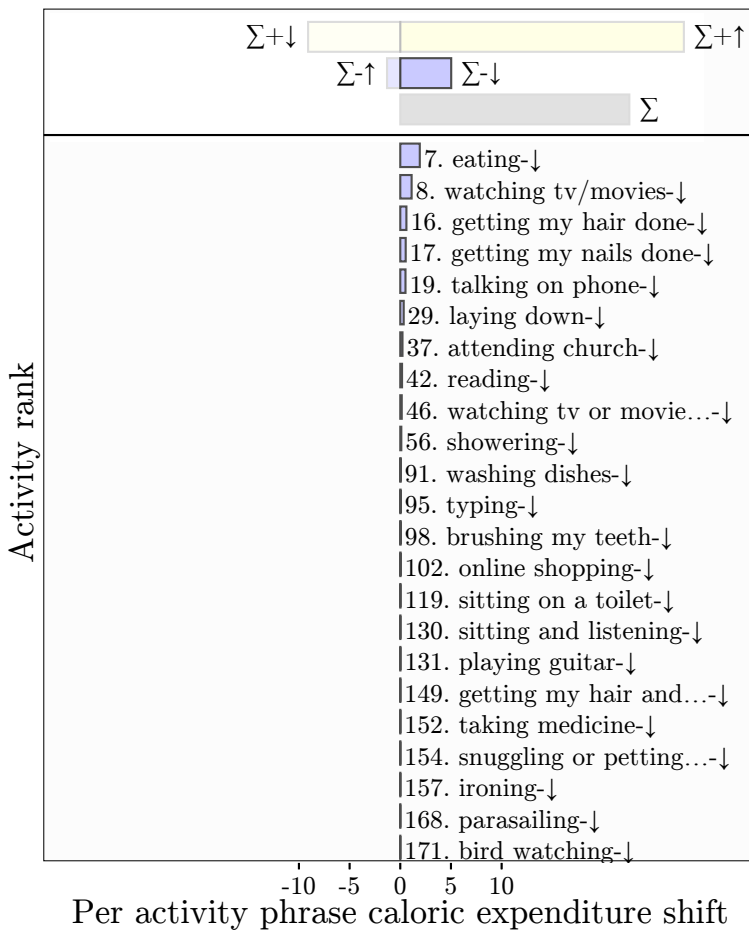 ∑+↓ ∑+↑
∑-↑ ∑-↓
∑
7. eating-↓
8. watching tv/movies-↓
16. getting my hair done-↓
17. getting my nails done-↓
19. talking on phone-↓
29. laying down-↓
37. attending church-↓
42. reading-↓
46. watching tv or movie...-↓
56. showering-↓
91. washing dishes-↓
95. typing-↓
98. brushing my teeth-↓
102. online shopping-↓
119. sitting on a toilet-↓
130. sitting and listening-↓
131. playing guitar-↓
149. getting my hair and...-↓
152. taking medicine-↓
154. snuggling or petting...-↓
157. ironing-↓
168. parasailing-↓
171. bird watching-↓
Activity rank
-10 -5 0 5 10
Per activity phrase caloric expenditure shift